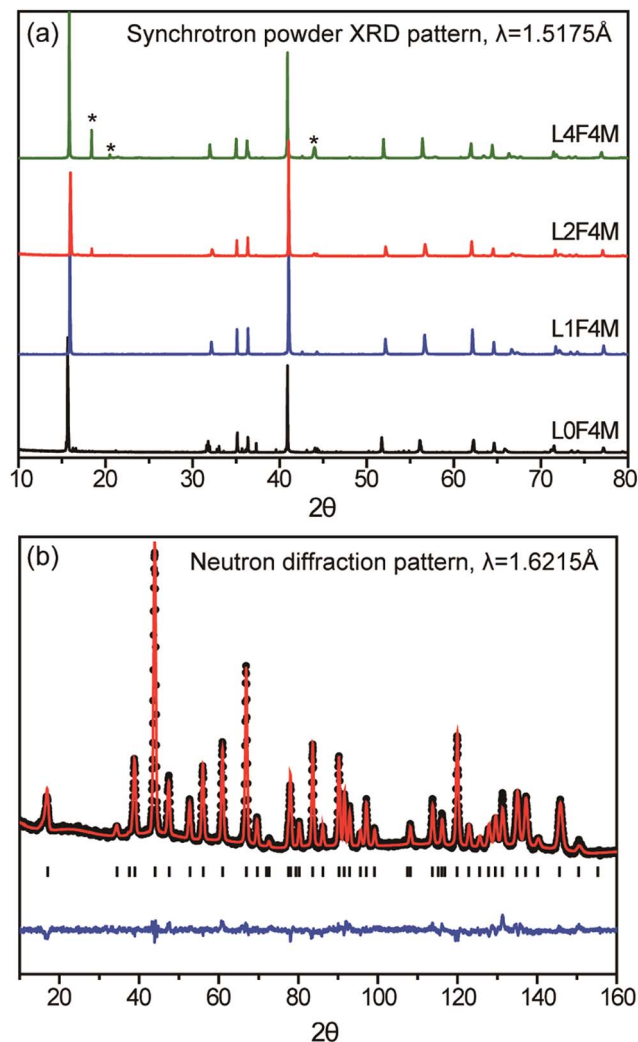 (a) Synchrotron powder XRD pattern, λ=1.5175Å
* * *
L4F4M
L2F4M
L1F4M
L0F4M
10 20 30 40 50 60 70 80
2θ
(b) Neutron diffraction pattern, λ=1.6215Å
20 40 60 80 100 120 140 160
2θ